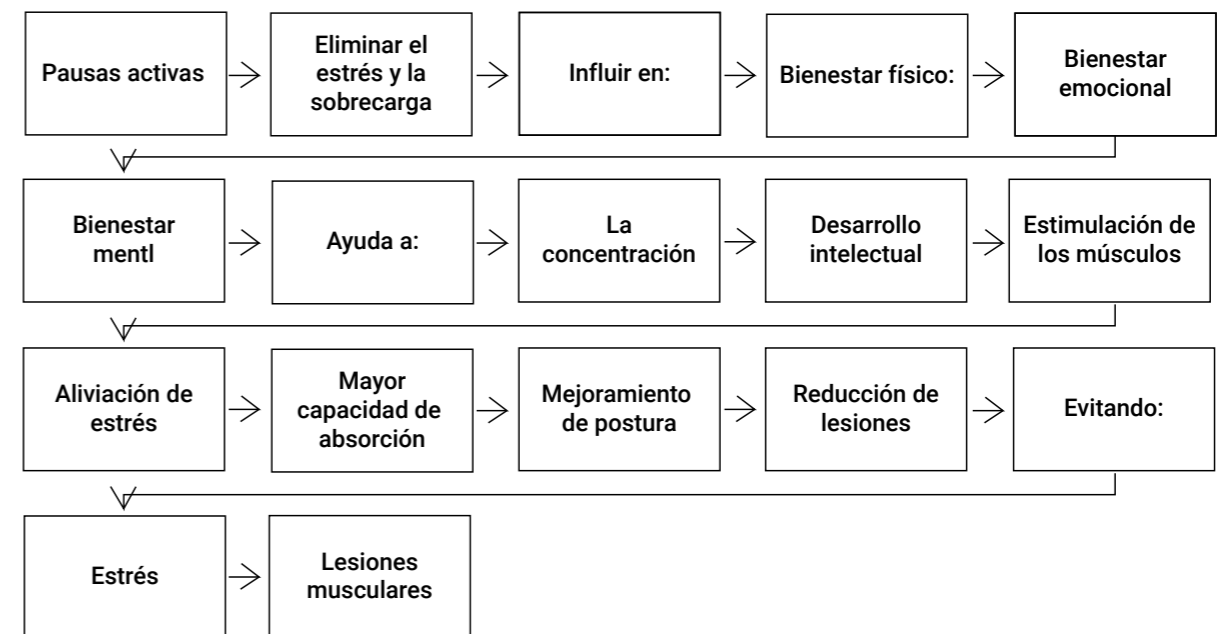 Pausas activas
Eliminar el
estrés y la
sobrecarga
Influir en:
Bienestar físico:
Bienestar
emocional
Bienestar
mentl
Ayuda a:
La
concentración
Desarrollo
intelectual
Estimulación de
los músculos
Aliviación de
estrés
Mayor
capacidad de
absorción
Mejoramiento
de postura
Reducción de
lesiones
Evitando:
Estrés
Lesiones
musculares